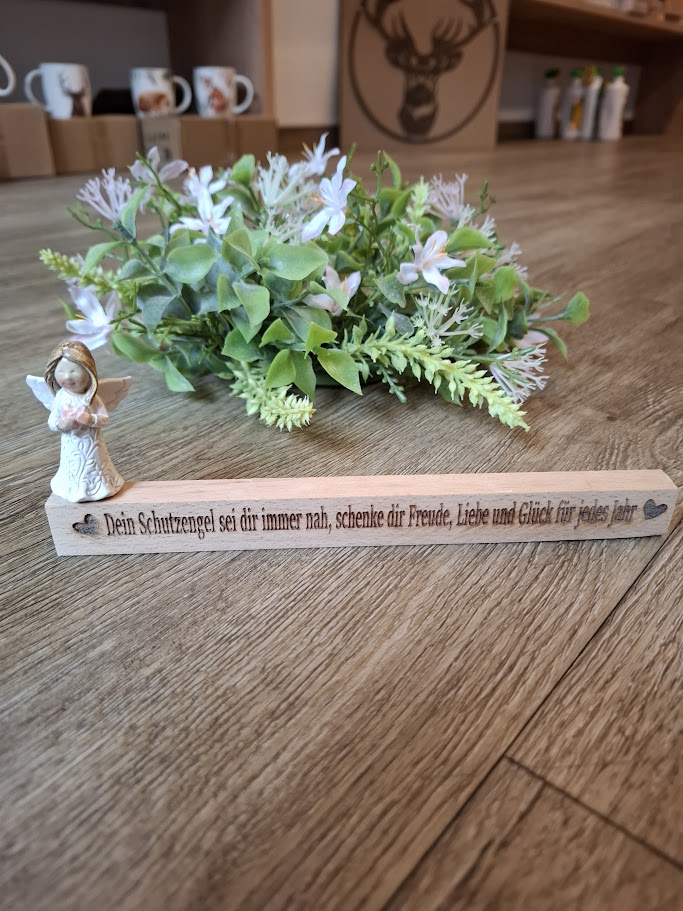 Dein Schutzengel sei dir immer nah, schenke dir Freude, Liebe und Glück für jedes Jahr